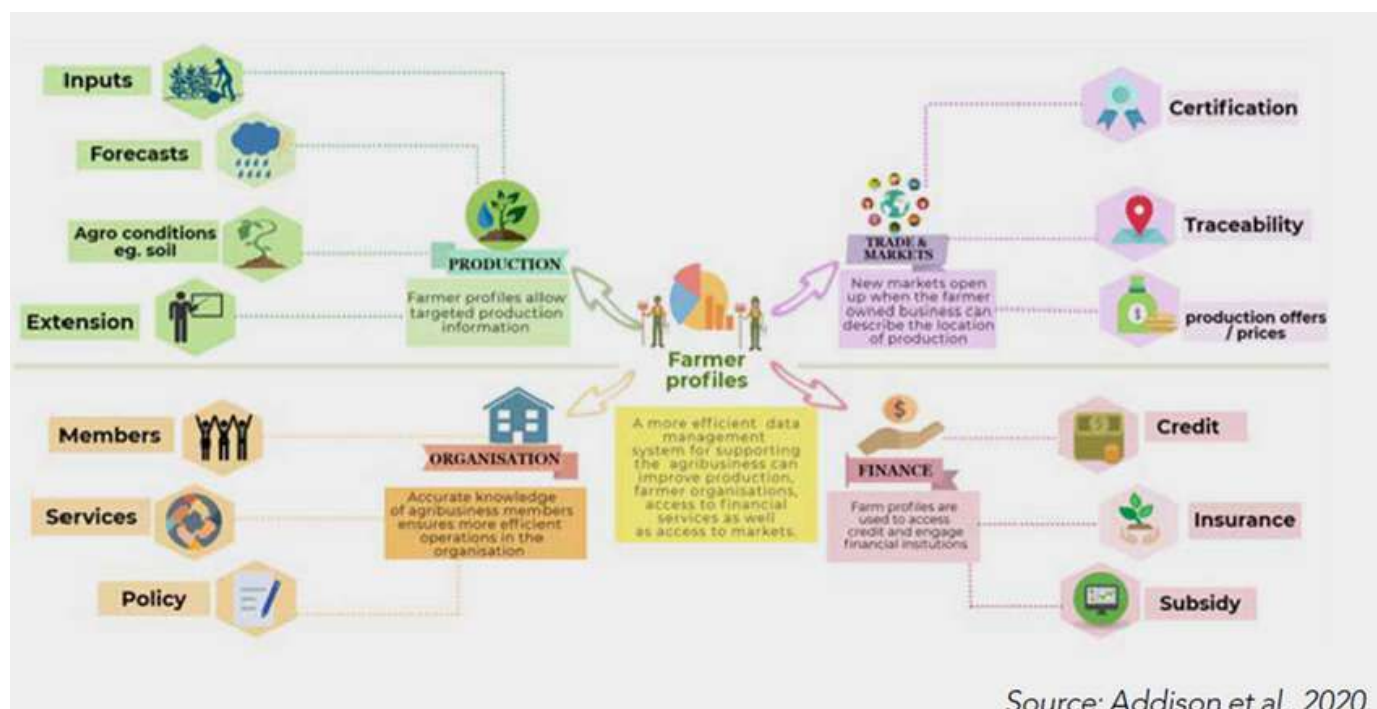 Inputs
Forecasts
Agro conditions
eg. soil
Extension
PRODUCTION
Farmer profiles allow
targeted production
information
Certification
Traceability
production offers
/ prices
TRADE &
MARKETS
New markets open
up when the farmer
owned business can
describe the location
of production
Farmer
profiles
A more efficient data
management
system for supporting
the agribusiness can
improve production,
farmer organisations,
access to financial
services as well
as access to markets.
Members
Services
Policy
ORGANISATION
Accurate knowledge
of agribusiness members
ensures more efficient
operations in the
organisation
FINANCE
Farm profiles are
used to access
credit and engage
financial insitutions
Credit
Insurance
Subsidy
Source: Addison et al., 2020